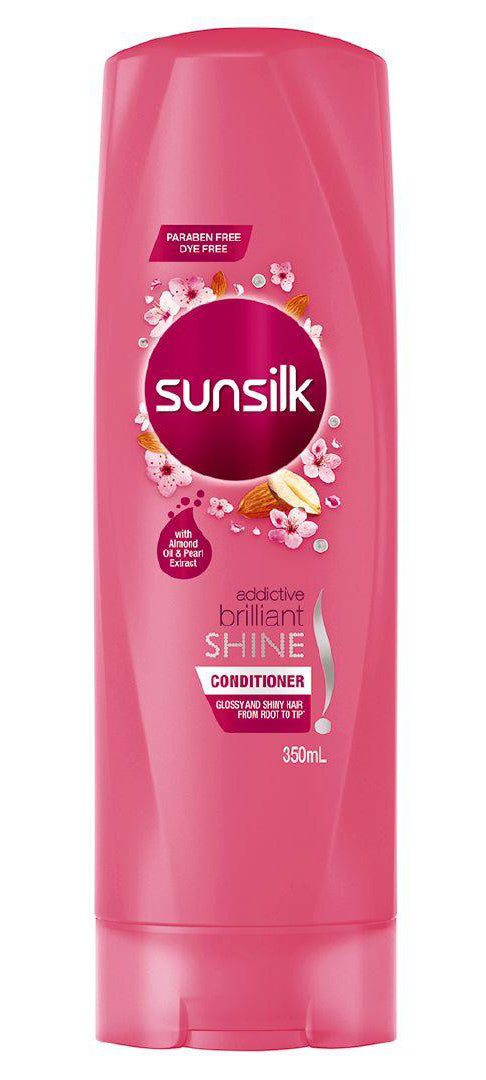 PARABEN FREE
DYE FREE
sunsilk
with
Almond
Oil & Pearl
Extract
addictive
brilliant
SHINE
CONDITIONER
GLOSSY AND SHINY HAIR
FROM ROOT TO TIP*
350mL